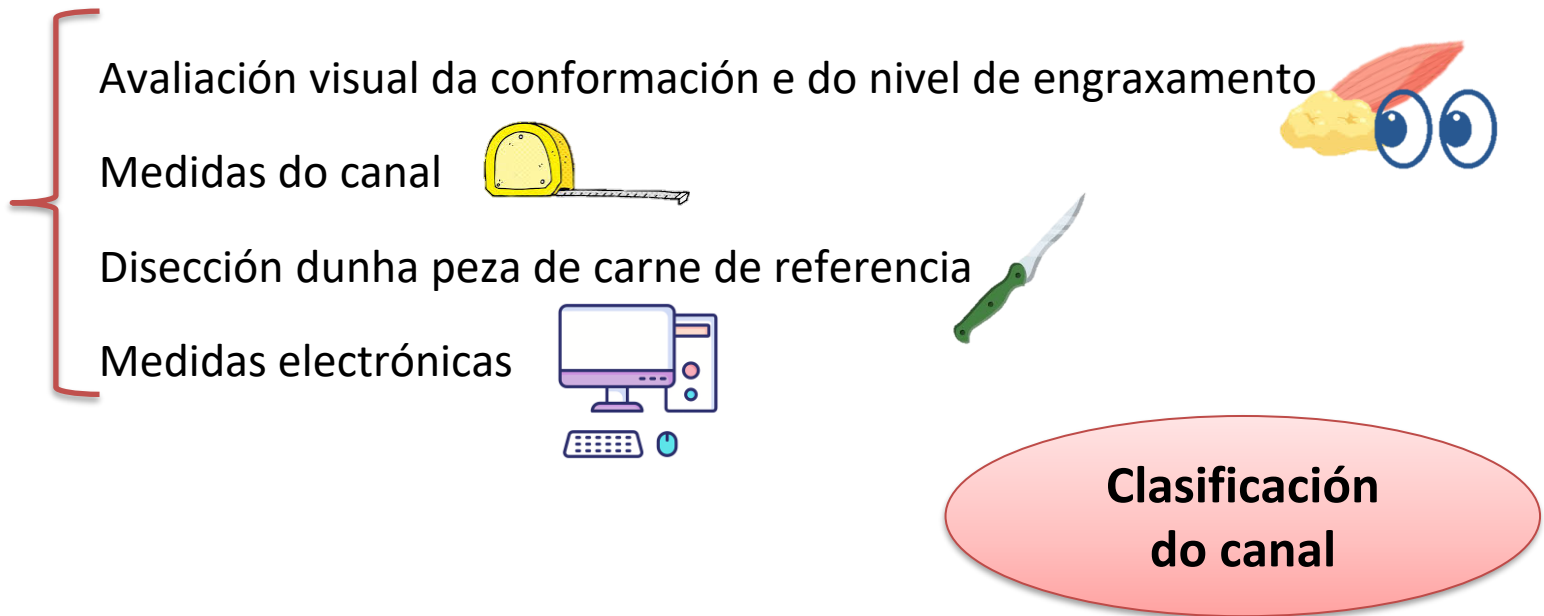 Avaliación visual da conformación e do nivel de engraxamento
Medidas do canal
Disección dunha peza de carne de referencia
Medidas electrónicas
Clasificación
do canal